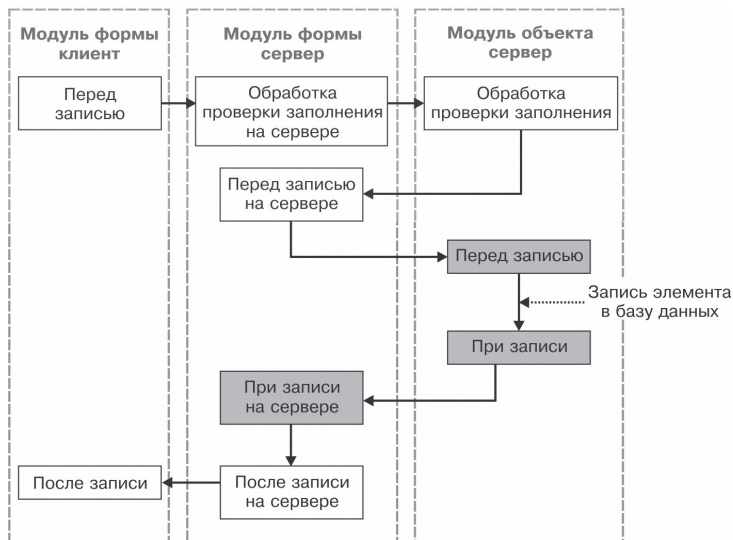 Модуль формы
клиент
Модуль формы
сервер
Модуль объекта
сервер
Перед
записью
Обработка
проверки заполнения
на сервере
Обработка
проверки заполнения
Перед записью
на сервере
Перед записью
Запись элемента
в базу данных
При записи
При записи
на сервере
После записи
на сервере
После записи